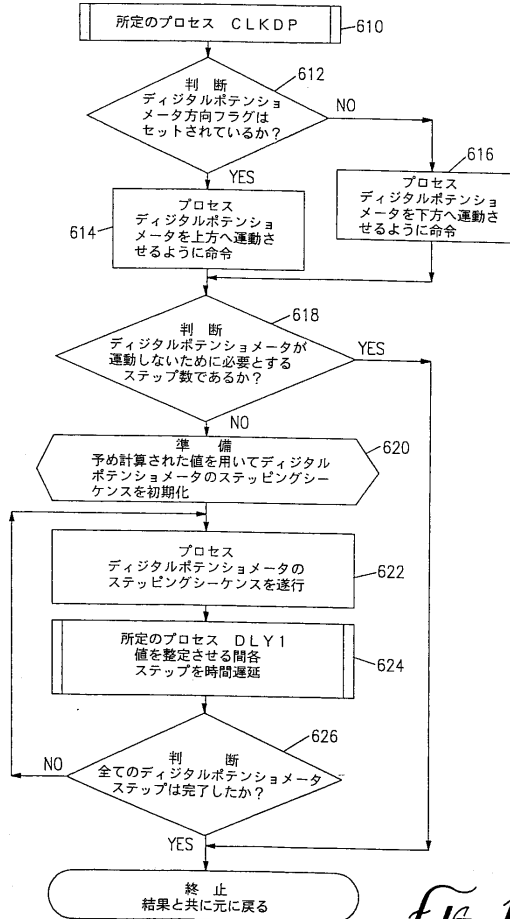 所定のプロセス CLKDP
610
612
判 断
ディジタルポテンショ
メータ方向フラグは
セットされているか?
NO
YES
616
プロセス
ディジタルポテンショ
メータを下方へ運動さ
せるように命令
614
プロセス
ディジタルポテンショ
メータを上方へ運動さ
せるように命令
618
判 断
ディジタルポテンショメータが
運動しないために必要とする
ステップ数であるか?
YES
NO
620
準 備
予め計算された値を用いてディジタル
ポテンショメータのステッピングシー
ケンスを初期化
プロセス
ディジタルポテンショメータの
ステッピングシーケンスを遂行
622
所定のプロセス DLY1
値を整定させる間各
ステップを時間遅延
624
626
判 断
全てのディジタルポテンショメータ
ステップは完了したか?
NO
YES
終 止
結果と共に元に戻る